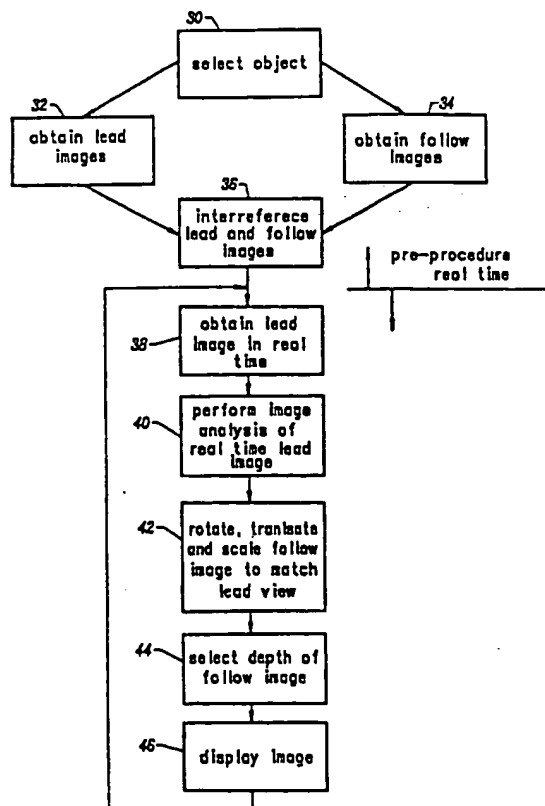 30
select object
32
obtain lead
images
34
obtain follow
images
36
interreferece
lead and follow
images
pre-procedure
real time
38
obtain lead
image in real
time
40
perform image
analysis of
real time lead
image
42
rotate, translate
and scale follow
image to match
lead view
44
select depth of
follow image
46
display image